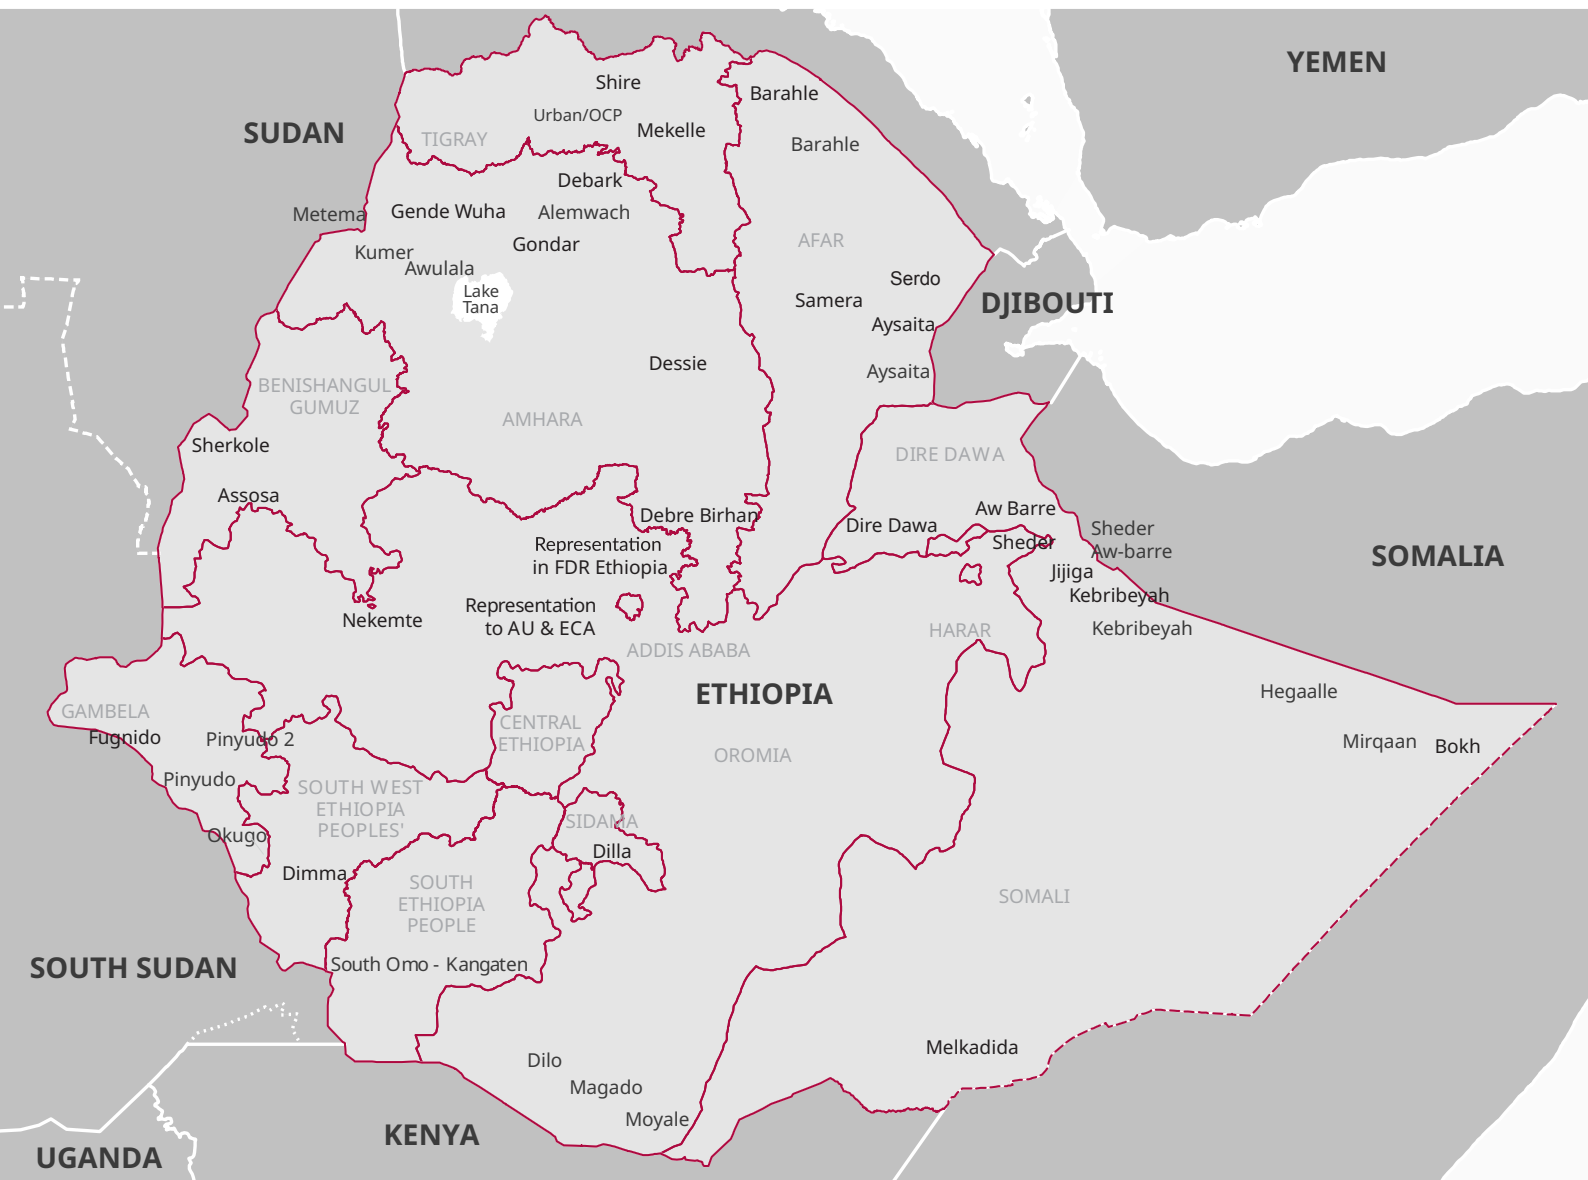 YEMEN
Shire
Barahle
Urban/OCP
SUDAN
Mekelle
TIGRAY
Barahle
Debark
Metema
Gende Wuha
Alemwach
AFAR
Gondar
Kumer
Awulala
Serdo
Lake
Tana
Samera
DJIBOUTI
Aysaita
Dessie
Aysaita
BENISHANGUL
GUMUZ
AMHARA
Sherkole
DIRE DAWA
Assosa
Aw Barre
Debre Birhan
Dire Dawa
Sheder
Aw-barre
Sheder
Representation
in FDR Ethiopia
SOMALIA
Jijiga
Kebribeyah
Representation
to AU & ECA
Nekemte
Kebribeyah
HARAR
ADDIS ABABA
ETHIOPIA
Hegaalle
GAMBELA
Fugnido
Pinyudo 2
CENTRAL
ETHIOPIA
Mirqaan
Bokh
OROMIA
Pinyudo
SOUTH WEST
ETHIOPIA
PEOPLES'
SIDAMA
Okugo
Dilla
Dimma
SOUTH
ETHIOPIA
PEOPLE
SOMALI
SOUTH SUDAN
South Omo - Kangaten
Melkadida
Dilo
Magado
Moyale
KENYA
UGANDA